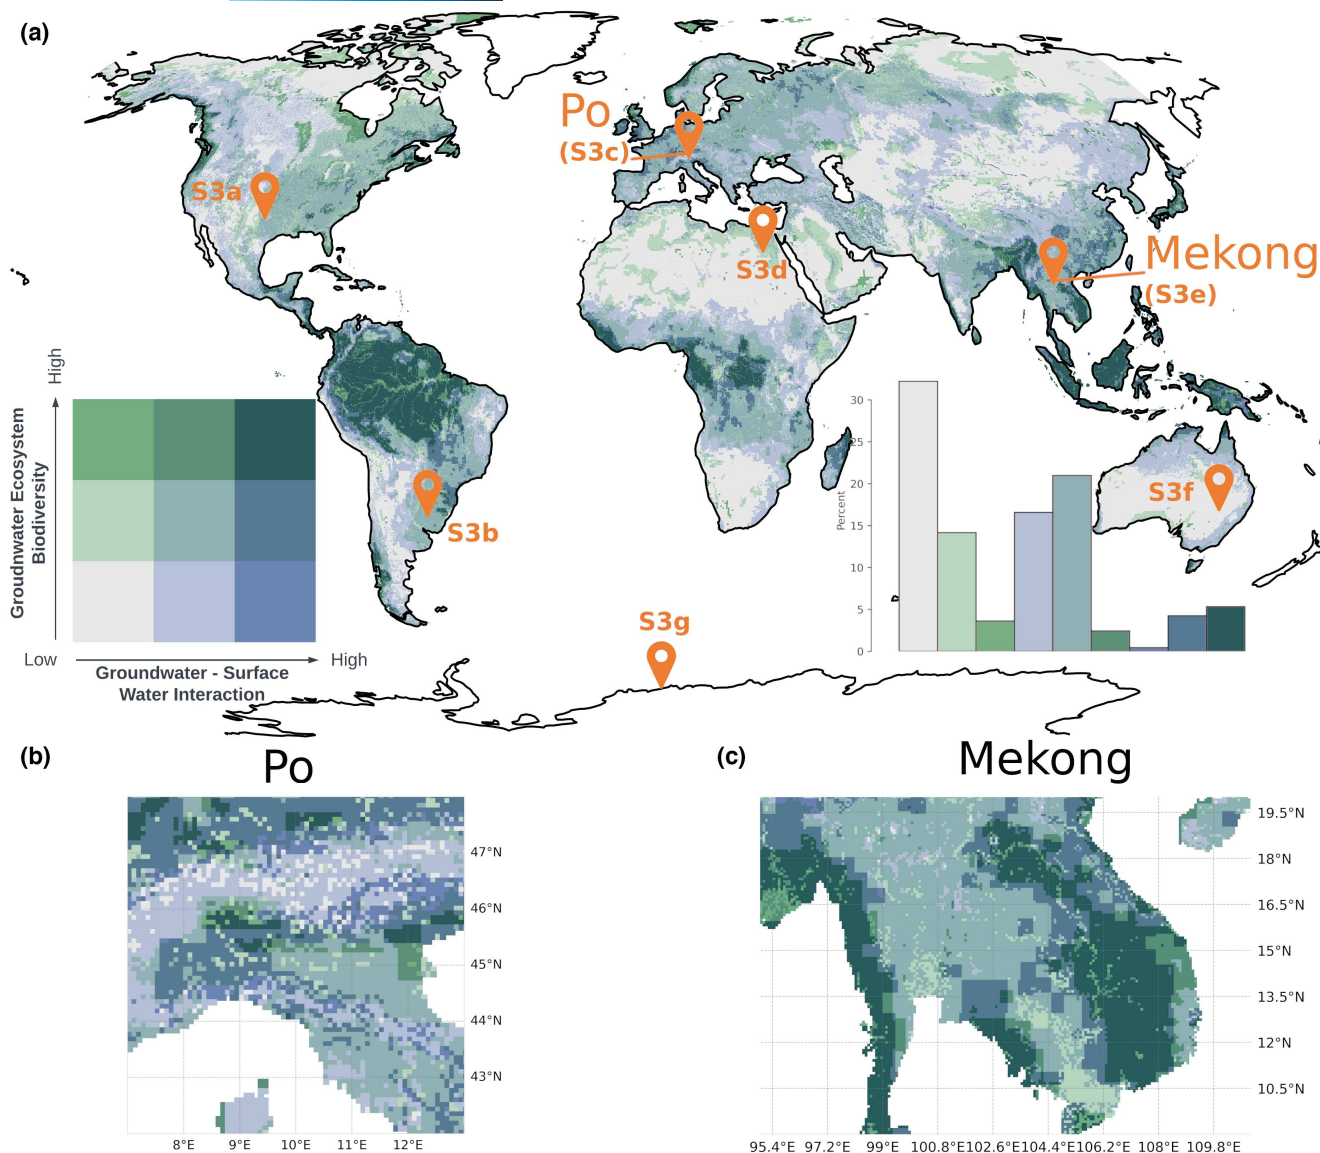 (a)
Po
(S3c)
S3a
S3d
Mekong
(S3e)
High
Groudnwater Ecosystem
Biodiversity
Low
High
Groundwater - Surface
Water Interaction
S3b
S3g
S3f
Percent
30
25
20
15
10
5
0
(b)
Po
47°N
46°N
45°N
44°N
43°N
8°E 9°E 10°E 11°E 12°E
(c)
Mekong
19.5°N
18°N
16.5°N
15°N
13.5°N
12°N
10.5°N
95.4°E 97.2°E 99°E 100.8°E 102.6°E 104.4°E 106.2°E 108°E 109.8°E